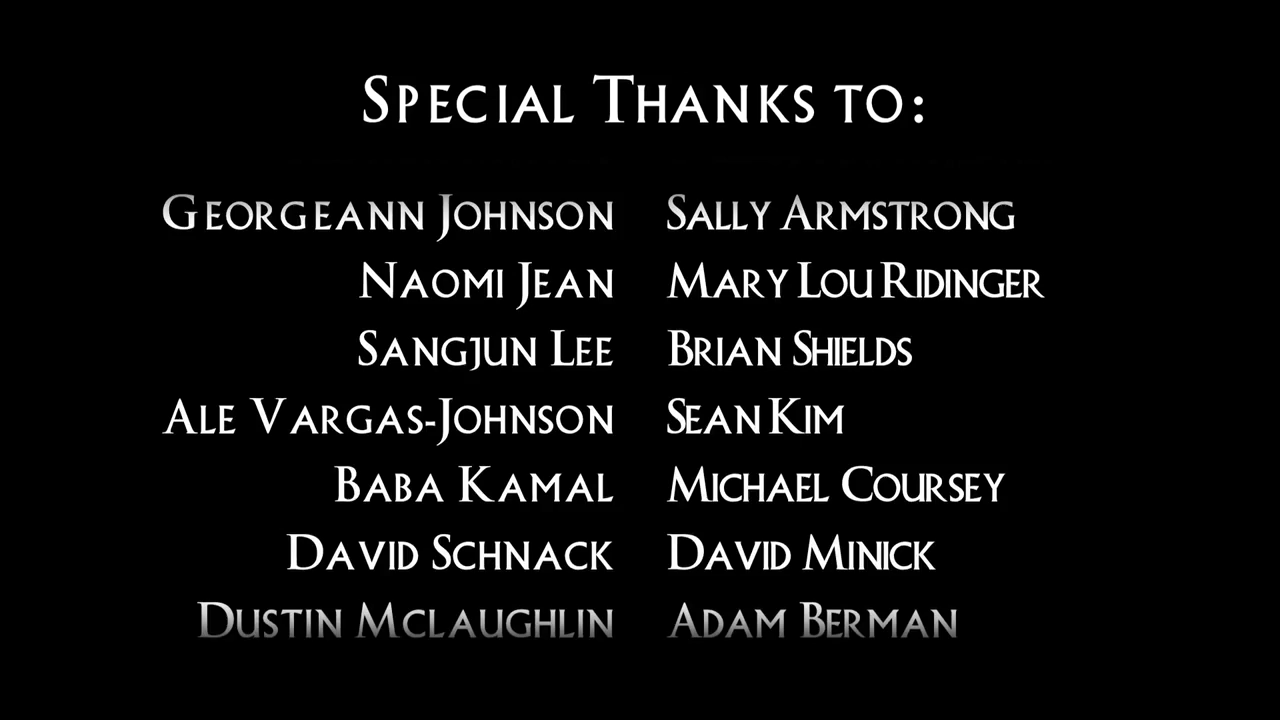 Special Thanks to:
Georgeann Johnson Sally Armstrong
Naomi Jean Mary Lou Ridinger
Sangjun Lee Brian Shields
Ale Vargas-Johnson Sean Kim
Baba Kamal Michael Coursey
David Schnack David Minick
Dustin Mclaughlin Adam Berman